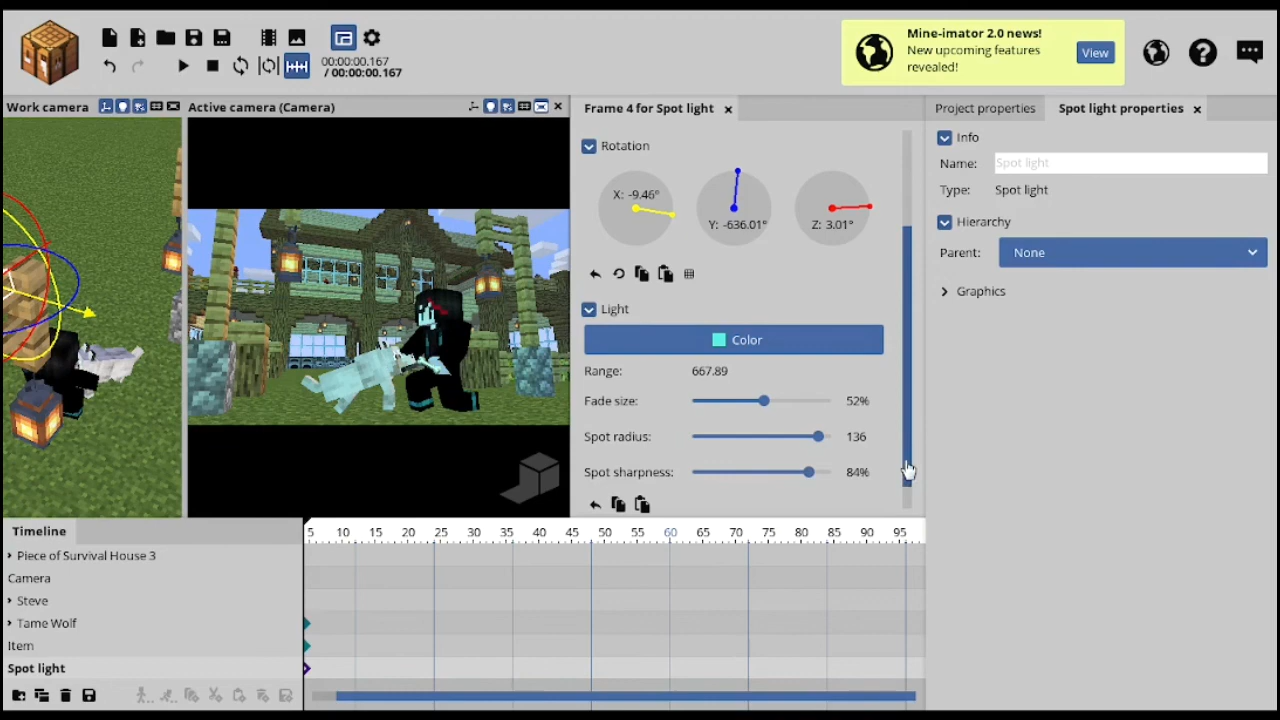 Mine-imator 2.0 news!
New upcoming features
revealed!
View
00:00:00.167
/ 00:00:00.167
Work camera
Active camera (Camera)
Frame 4 for Spot light
Rotation
X: -9.46°
Y: -636.01°
Z: 3.01°
Light
Color
Range: 667.89
Fade size: 52%
Spot radius: 136
Spot sharpness: 84%
Project properties
Spot light properties
Info
Name: Spot light
Type: Spot light
Hierarchy
Parent: None
Graphics
Timeline
5 10 15 20 25 30 35 40 45 50 55 60 65 70 75 80 85 90 95
Piece of Survival House 3
Camera
Steve
Tame Wolf
Item
Spot light